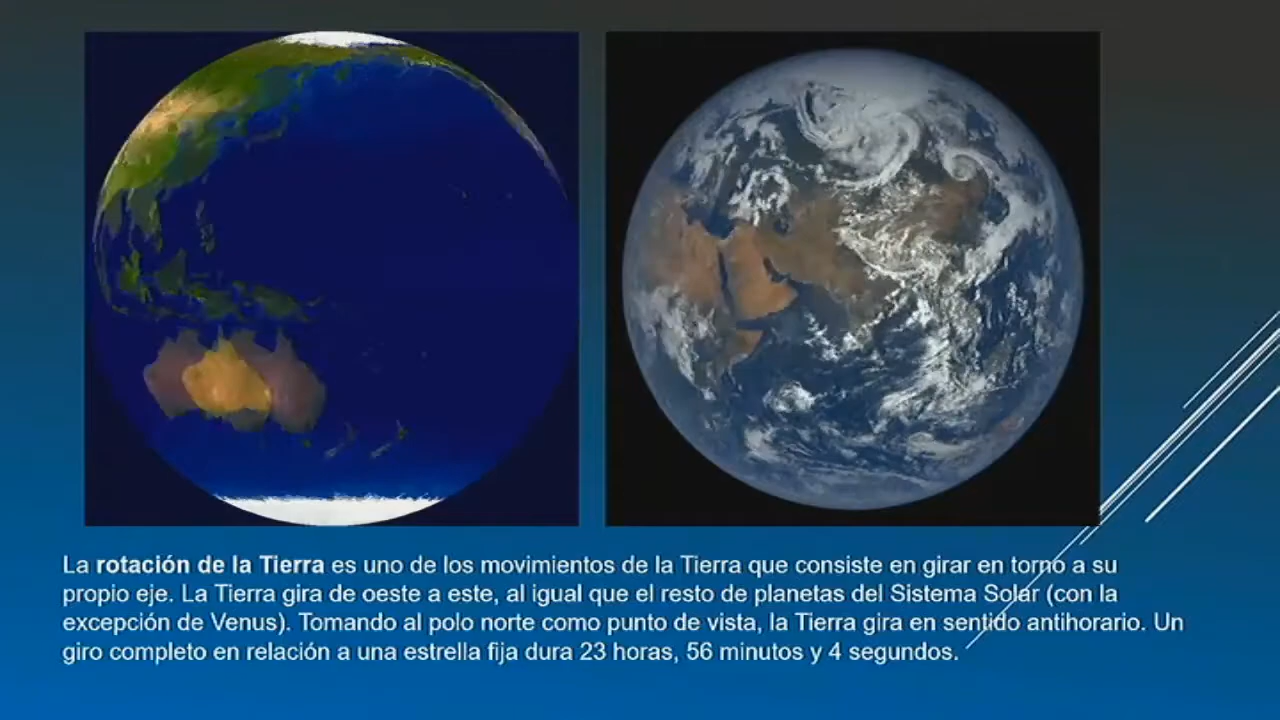 La rotación de la Tierra es uno de los movimientos de la Tierra que consiste en girar en torno a su
propio eje. La Tierra gira de oeste a este, al igual que el resto de planetas del Sistema Solar (con la
excepción de Venus). Tomando al polo norte como punto de vista, la Tierra gira en sentido antihorario. Un
giro completo en relación a una estrella fija dura 23 horas, 56 minutos y 4 segundos.